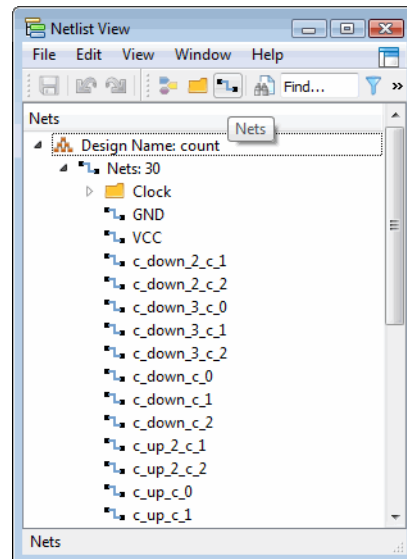 Netlist View
File Edit View Window Help
Find... »
Nets
Nets
Design Name: count
Nets: 30
Clock
GND
VCC
c_down_2_c_1
c_down_2_c_2
c_down_3_c_0
c_down_3_c_1
c_down_3_c_2
c_down_c_0
c_down_c_1
c_down_c_2
c_up_2_c_1
c_up_2_c_2
c_up_c_0
c_up_c_1
Nets